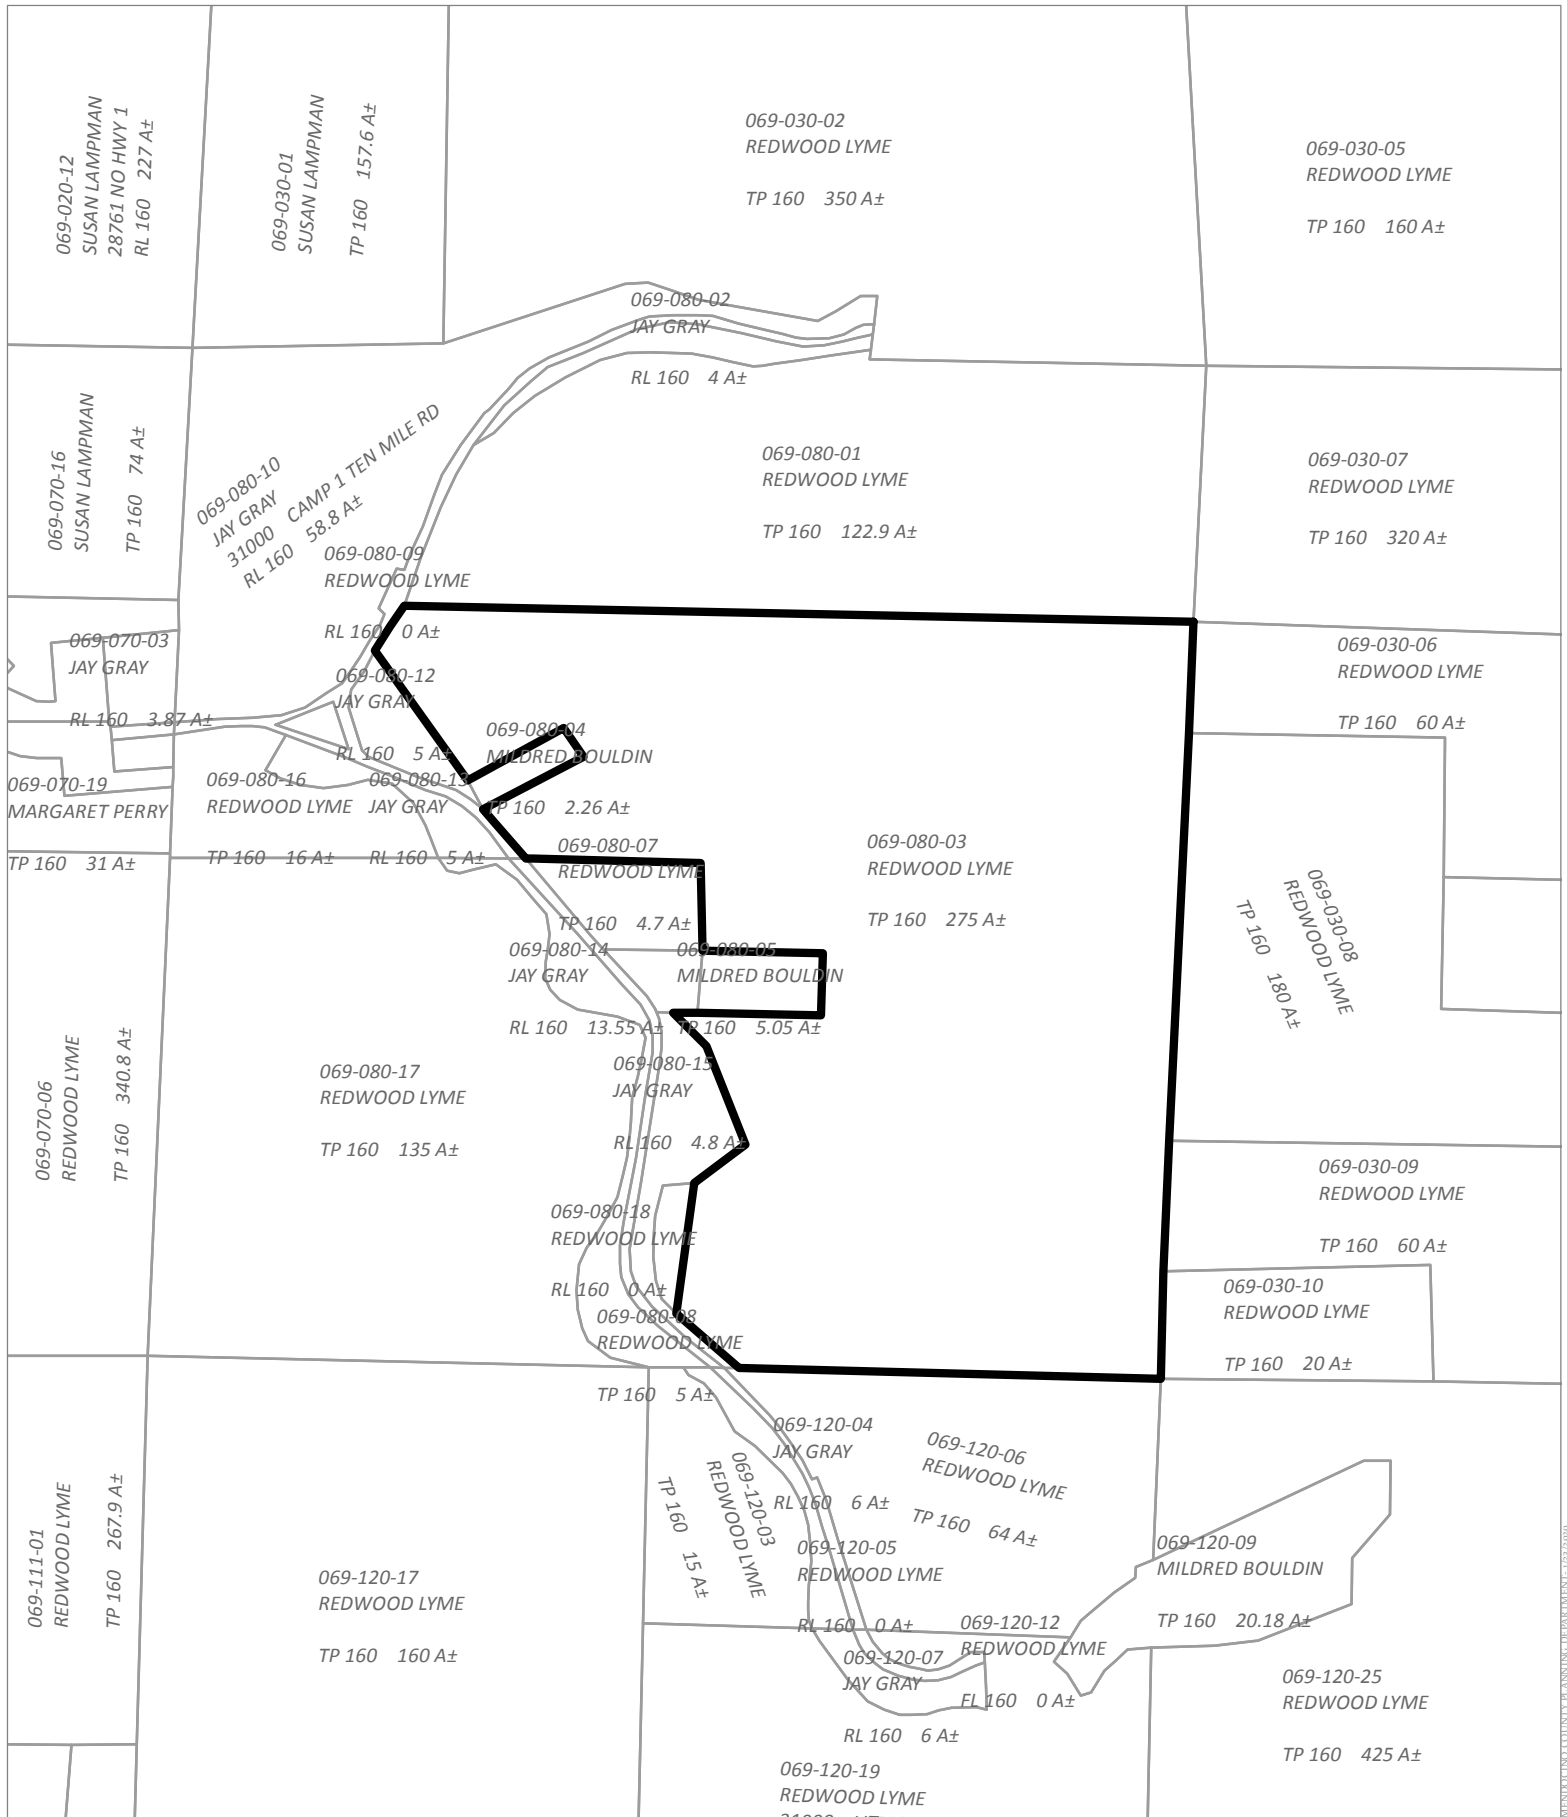 069-020-12
SUSAN LAMPMAN
28761 NO HWY 1
RL 160 227 A±
069-030-01
SUSAN LAMPMAN
TP 160 157.6 A±
069-030-02
REDWOOD LYME
TP 160 350 A±
069-030-05
REDWOOD LYME
TP 160 160 A±
069-080-02
JAY GRAY
RL 160 4 A±
069-070-16
SUSAN LAMPMAN
TP 160 74 A±
069-080-10
JAY GRAY
31000 CAMP 1 TEN MILE RD
RL 160 58.8 A±
069-080-01
REDWOOD LYME
TP 160 122.9 A±
069-030-07
REDWOOD LYME
TP 160 320 A±
069-080-09
REDWOOD LYME
RL 160 0 A±
069-070-03
JAY GRAY
RL 160 3.87 A±
069-080-12
JAY GRAY
RL 160 5 A±
069-030-06
REDWOOD LYME
TP 160 60 A±
069-080-04
MILDRED BOULDIN
TP 160 2.26 A±
069-070-19
MARGARET PERRY
TP 160 31 A±
069-080-16
REDWOOD LYME
TP 160 16 A±
069-080-13
JAY GRAY
RL 160 5 A±
069-080-07
REDWOOD LYME
TP 160 4.7 A±
069-080-03
REDWOOD LYME
TP 160 275 A±
069-030-08
REDWOOD LYME
TP 160 180 A±
069-080-14
JAY GRAY
RL 160 13.55 A±
069-080-05
MILDRED BOULDIN
TP 160 5.05 A±
069-070-06
REDWOOD LYME
TP 160 340.8 A±
069-080-17
REDWOOD LYME
TP 160 135 A±
069-080-15
JAY GRAY
RL 160 4.8 A±
069-030-09
REDWOOD LYME
TP 160 60 A±
069-080-18
REDWOOD LYME
RL 160 0 A±
069-030-10
REDWOOD LYME
TP 160 20 A±
069-080-08
REDWOOD LYME
TP 160 5 A±
069-120-04
JAY GRAY
RL 160 6 A±
069-120-06
REDWOOD LYME
TP 160 64 A±
069-120-03
REDWOOD LYME
TP 160 15 A±
069-111-01
REDWOOD LYME
TP 160 267.9 A±
069-120-17
REDWOOD LYME
TP 160 160 A±
069-120-05
REDWOOD LYME
RL 160 0 A±
069-120-09
MILDRED BOULDIN
TP 160 20.18 A±
069-120-12
REDWOOD LYME
FL 160 0 A±
069-120-07
JAY GRAY
RL 160 6 A±
069-120-25
REDWOOD LYME
TP 160 425 A±
069-120-19
REDWOOD LYME
MENDOCINO COUNTY PLANNING DEPARTMENT-